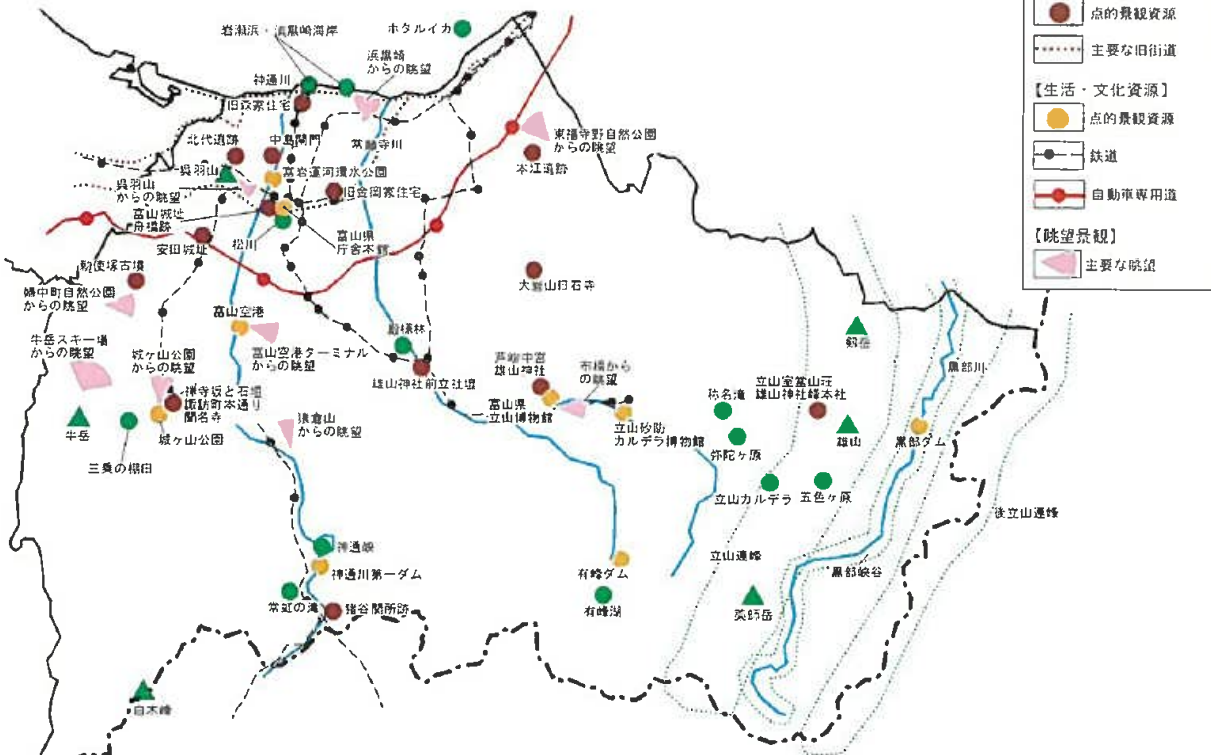 点的景観資源
主要な旧街道
【生活・文化資源】
点的景観資源
鉄道
自動車専用道
【眺望景観】
主要な眺望
岩瀬浜・浜黒崎海岸
ホタルイカ
浜黒崎
からの眺望
神通川
旧森家住宅
北代遺跡
中島閘門
常願寺川
東福寺野自然公園
からの眺望
本江遺跡
呉羽山
富岩運河環水公園
呉羽山
からの眺望
旧金岡家住宅
富山城址
舟橋跡
安田城址
松川
富山県
庁舎本館
勅使塚古墳
婦中町自然公園
からの眺望
大岩山日石寺
富山空港
富山空港ターミナル
からの眺望
牛岳スキー場
からの眺望
城ヶ山公園
からの眺望
殿様林
雄山神社前立社壇
芦峅中宮
雄山神社
布橋から
の眺望
剱岳
黒部川
禅寺坂と石垣
諏訪町本通り
聞名寺
城ヶ山公園
牛岳
三乗の棚田
猿倉山
からの眺望
富山県
立山博物館
立山砂防
カルデラ博物館
称名滝
弥陀ヶ原
立山室堂山荘
雄山神社峰本社
雄山
黒部ダム
立山カルデラ
五色ヶ原
後立山連峰
神通峡
神通川第一ダム
常虹の滝
猪谷関所跡
有峰ダム
有峰湖
立山連峰
黒部峡谷
薬師岳
白木峰